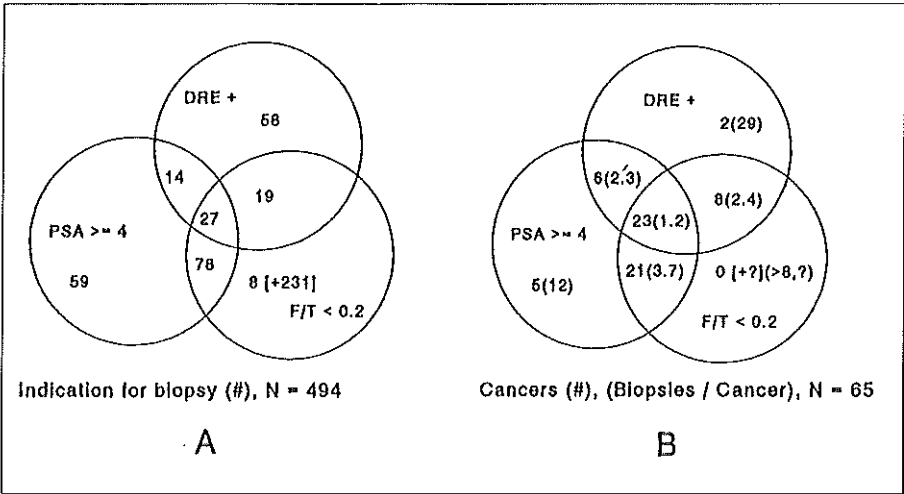 DRE +
58
14
19
27
PSA >= 4
78
59
8 [+231]
F/T < 0.2
Indication for biopsy (#), N = 494
A
DRE +
2(29)
6(2.3)
8(2.4)
23(1.2)
PSA >= 4
21(3.7)
0 [+?](>8,?)
5(12)
F/T < 0.2
Cancers (#), (Biopsies / Cancer), N = 65
B